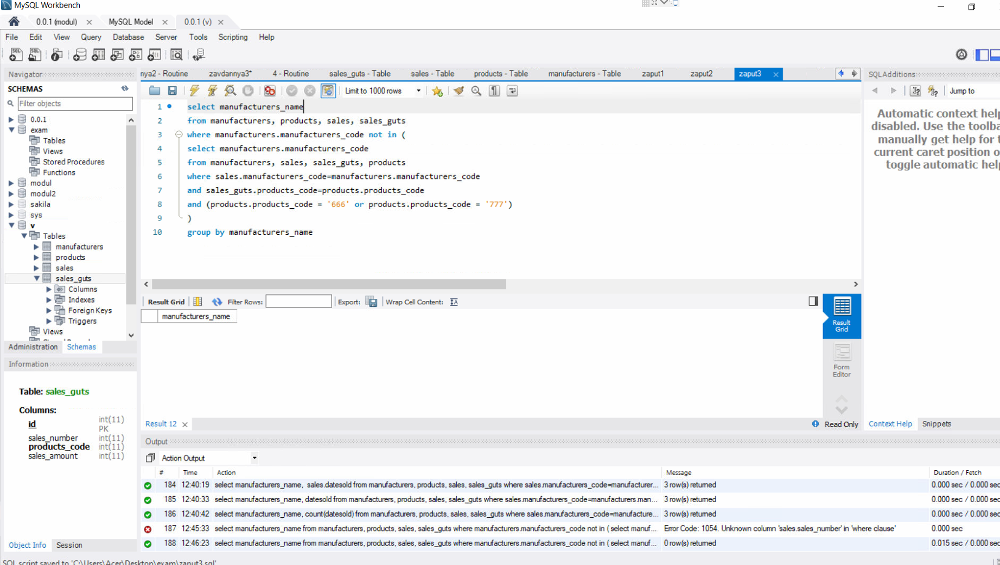 MySQL Workbench
0.0.1 (modul)
MySQL Model
0.0.1 (v)
File Edit View Query Database Server Tools Scripting Help
Navigator
SCHEMAS
Filter objects
0.0.1
exam
Tables
Views
Stored Procedures
Functions
modul
modul2
sakila
sys
v
Tables
manufacturers
products
sales
sales_guts
Columns
Indexes
Foreign Keys
Triggers
Views
Administration Schemas
Information
Table: sales_guts
Columns:
id int(11) PK
sales_number int(11)
products_code int(11)
sales_amount int(11)
Object Info Session
nya2 - Routine zavdannya3* 4 - Routine sales_guts - Table sales - Table products - Table manufacturers - Table zaput1 zaput2 zaput3
Limit to 1000 rows
1 select manufacturers_name
2 from manufacturers, products, sales, sales_guts
3 where manufacturers.manufacturers_code not in (
4 select manufacturers.manufacturers_code
5 from manufacturers, sales, sales_guts, products
6 where sales.manufacturers_code=manufacturers.manufacturers_code
7 and sales_guts.products_code=products.products_code
8 and (products.products_code = '666' or products.products_code = '777')
9 )
10 group by manufacturers_name
Result Grid Filter Rows: Export: Wrap Cell Content:
manufacturers_name
Result Grid
Form Editor
Result 12
Read Only
SQLAdditions
Jump to
Automatic context help
disabled. Use the toolba
manually get help for t
current caret position o
toggle automatic help
Context Help Snippets
Output
Action Output
# Time Action Message Duration / Fetch
184 12:40:19 select manufacturers_name, sales.datesold from manufacturers, products, sales, sales_guts where sales.manufacturers_code=manufacturer... 3 row(s) returned 0.000 sec / 0.000 sec
185 12:40:33 select manufacturers_name, datesold from manufacturers, products, sales, sales_guts where sales.manufacturers_code=manufacturers.man... 3 row(s) returned 0.000 sec / 0.000 sec
186 12:40:42 select manufacturers_name, count(datesold) from manufacturers, products, sales, sales_guts where sales.manufacturers_code=manufacture... 3 row(s) returned 0.000 sec / 0.000 sec
187 12:45:33 select manufacturers_name from manufacturers, products, sales, sales_guts where manufacturers.manufacturers_code not in ( select manuf... Error Code: 1054. Unknown column 'sales.sales_number' in 'where clause' 0.000 sec
188 12:46:23 select manufacturers_name from manufacturers, products, sales, sales_guts where manufacturers.manufacturers_code not in ( select manuf... 0 row(s) returned 0.015 sec / 0.000 sec
SQL script saved to 'C:\Users\Acer\Desktop\exam\zaput3.sql'